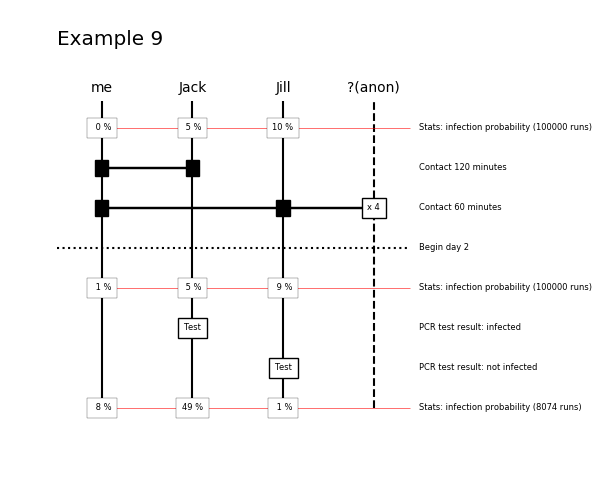 Example 9
me Jack Jill ?(anon)
0 % 5 % 10 % Stats: infection probability (100000 runs)
Contact 120 minutes
x 4 Contact 60 minutes
Begin day 2
1 % 5 % 9 % Stats: infection probability (100000 runs)
Test PCR test result: infected
Test PCR test result: not infected
8 % 49 % 1 % Stats: infection probability (8074 runs)